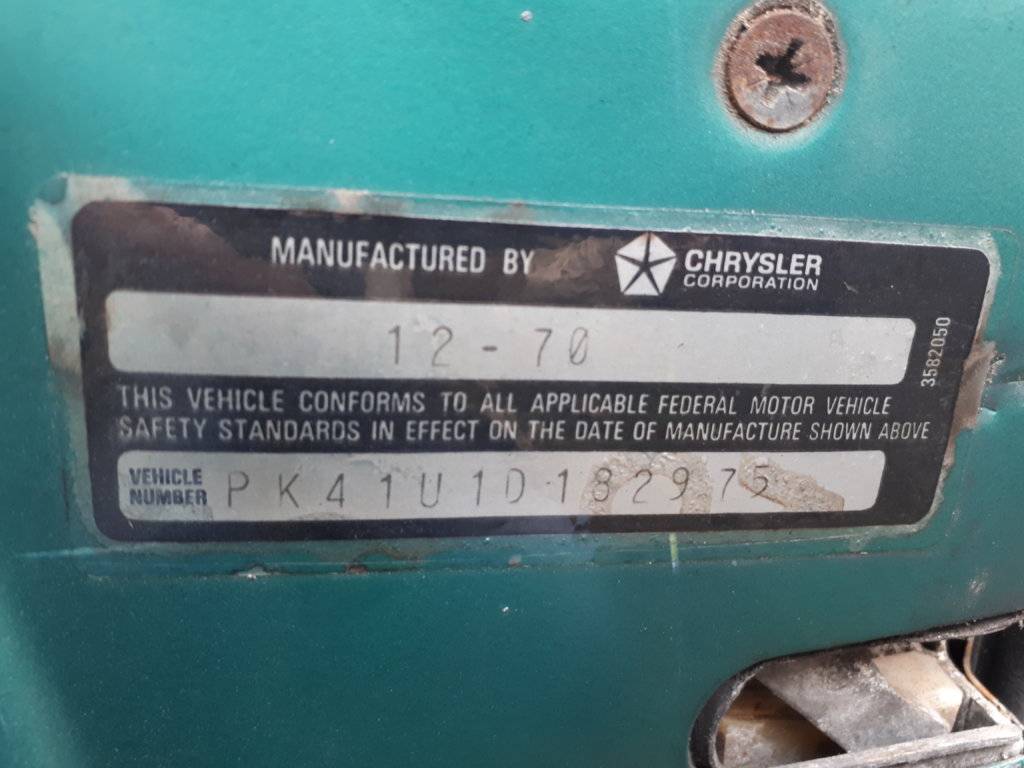 MANUFACTURED BY CHRYSLER CORPORATION
12-70
3582050
THIS VEHICLE CONFORMS TO ALL APPLICABLE FEDERAL MOTOR VEHICLE
SAFETY STANDARDS IN EFFECT ON THE DATE OF MANUFACTURE SHOWN ABOVE
VEHICLE NUMBER PK41U1D182975